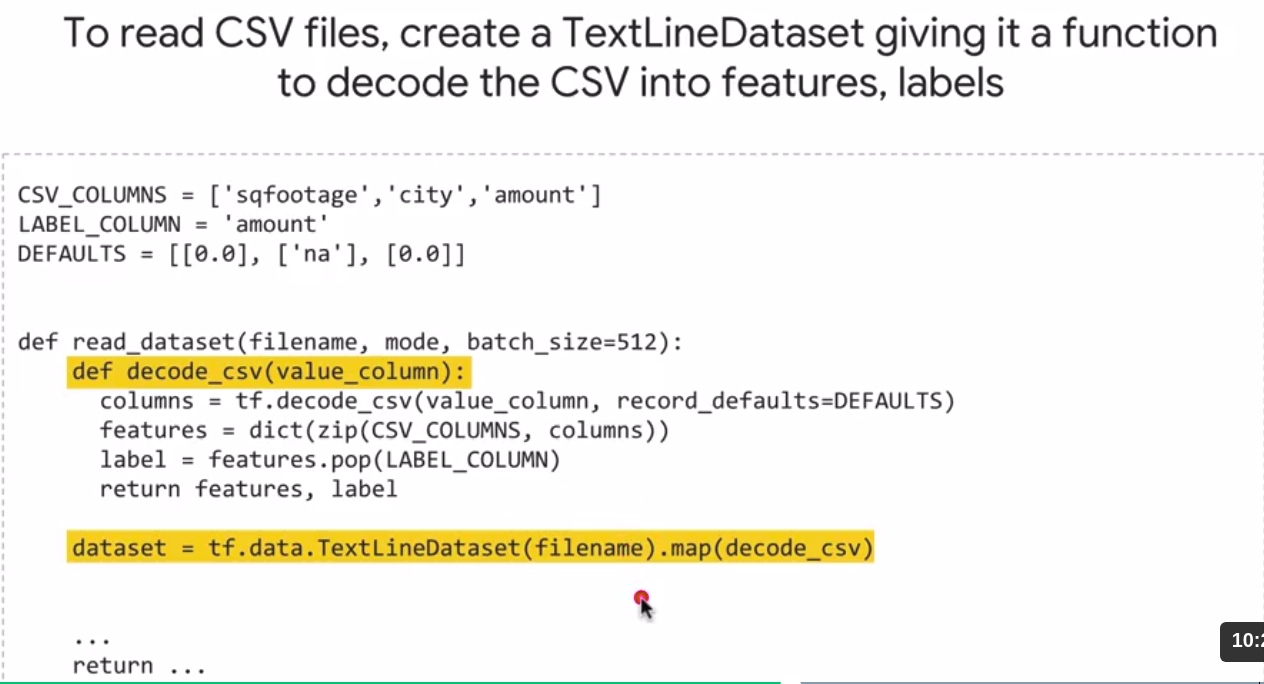 To read CSV files, create a TextLineDataset giving it a function
to decode the CSV into features, labels
CSV_COLUMNS = ['sqfootage','city','amount']
LABEL_COLUMN = 'amount'
DEFAULTS = [[0.0], ['na'], [0.0]]
def read_dataset(filename, mode, batch_size=512):
def decode_csv(value_column):
columns = tf.decode_csv(value_column, record_defaults=DEFAULTS)
features = dict(zip(CSV_COLUMNS, columns))
label = features.pop(LABEL_COLUMN)
return features, label
dataset = tf.data.TextLineDataset(filename).map(decode_csv)
...
return ...